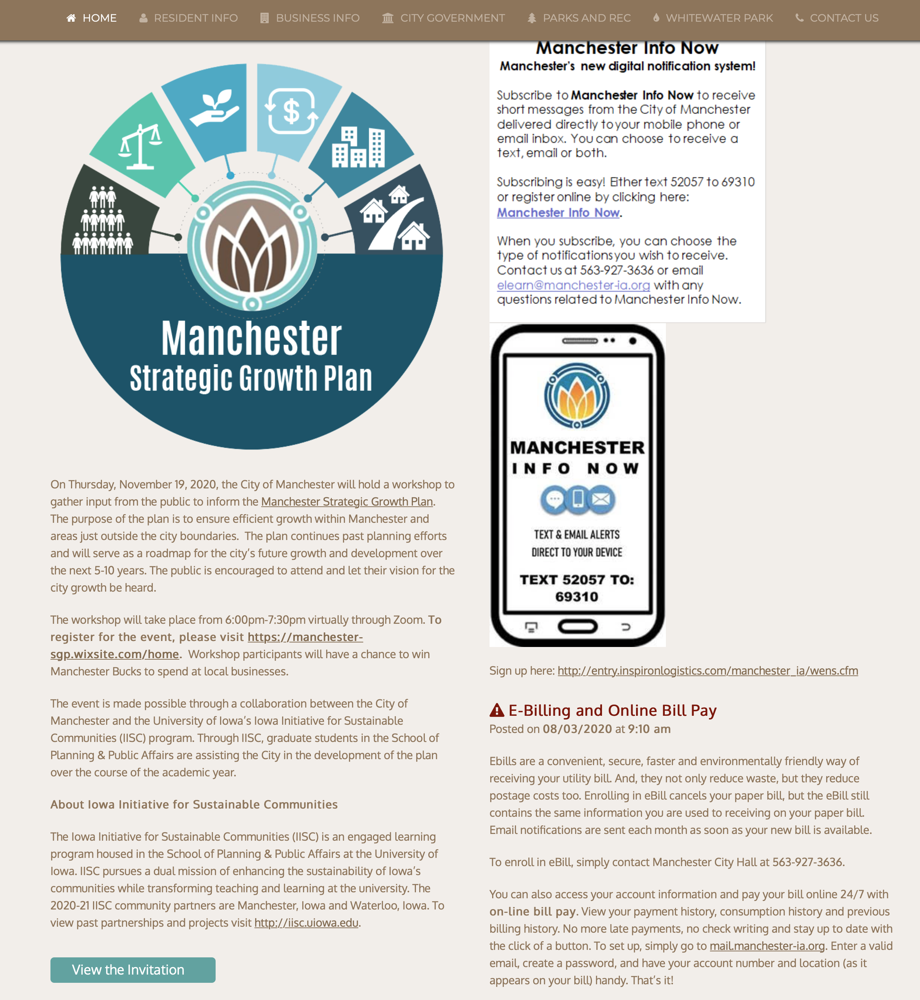 HOME RESIDENT INFO BUSINESS INFO CITY GOVERNMENT PARKS AND REC WHITEWATER PARK CONTACT US
$
Manchester
Strategic Growth Plan
On Thursday, November 19, 2020, the City of Manchester will hold a workshop to
gather input from the public to inform the Manchester Strategic Growth Plan.
The purpose of the plan is to ensure efficient growth within Manchester and
areas just outside the city boundaries.  The plan continues past planning efforts
and will serve as a roadmap for the city's future growth and development over
the next 5-10 years. The public is encouraged to attend and let their vision for the
city growth be heard.
The workshop will take place from 6:00pm-7:30pm virtually through Zoom. To
register for the event, please visit https://manchester-
sgp.wixsite.com/home.  Workshop participants will have a chance to win
Manchester Bucks to spend at local businesses.
The event is made possible through a collaboration between the City of
Manchester and the University of Iowa's Iowa Initiative for Sustainable
Communities (IISC) program. Through IISC, graduate students in the School of
Planning & Public Affairs are assisting the City in the development of the plan
over the course of the academic year.
About Iowa Initiative for Sustainable Communities
The Iowa Initiative for Sustainable Communities (IISC) is an engaged learning
program housed in the School of Planning & Public Affairs at the University of
Iowa. IISC pursues a dual mission of enhancing the sustainability of Iowa's
communities while transforming teaching and learning at the university. The
2020-21 IISC community partners are Manchester, Iowa and Waterloo, Iowa. To
view past partnerships and projects visit http://iisc.uiowa.edu.
View the Invitation
Manchester Info Now
Manchester's new digital notification system!
Subscribe to Manchester Info Now to receive
short messages from the City of Manchester
delivered directly to your mobile phone or
email inbox. You can choose to receive a
text, email or both.
Subscribing is easy! Either text 52057 to 69310
or register online by clicking here:
Manchester Info Now.
When you subscribe, you can choose the
type of notifications you wish to receive.
Contact us at 563-927-3636 or email
elearn@manchester-ia.org with any
questions related to Manchester Info Now.
MANCHESTER
INFO NOW
TEXT & EMAIL ALERTS
DIRECT TO YOUR DEVICE
TEXT 52057 TO:
69310
Sign up here: http://entry.inspironlogistics.com/manchester_ia/wens.cfm
E-Billing and Online Bill Pay
Posted on 08/03/2020 at 9:10 am
Ebills are a convenient, secure, faster and environmentally friendly way of
receiving your utility bill. And, they not only reduce waste, but they reduce
postage costs too. Enrolling in eBill cancels your paper bill, but the eBill still
contains the same information you are used to receiving on your paper bill.
Email notifications are sent each month as soon as your new bill is available.
To enroll in eBill, simply contact Manchester City Hall at 563-927-3636.
You can also access your account information and pay your bill online 24/7 with
on-line bill pay. View your payment history, consumption history and previous
billing history. No more late payments, no check writing and stay up to date with
the click of a button. To set up, simply go to mail.manchester-ia.org. Enter a valid
email, create a password, and have your account number and location (as it
appears on your bill) handy. That's it!